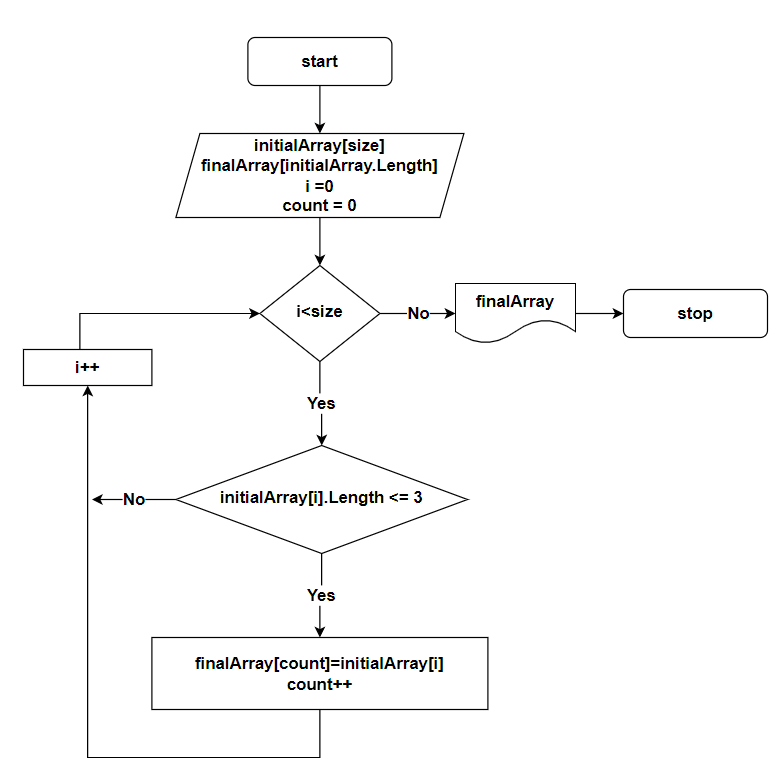 start
initialArray[size]
finalArray[initialArray.Length]
i =0
count = 0
i<size
No
finalArray
stop
i++
Yes
initialArray[i].Length <= 3
No
Yes
finalArray[count]=initialArray[i]
count++